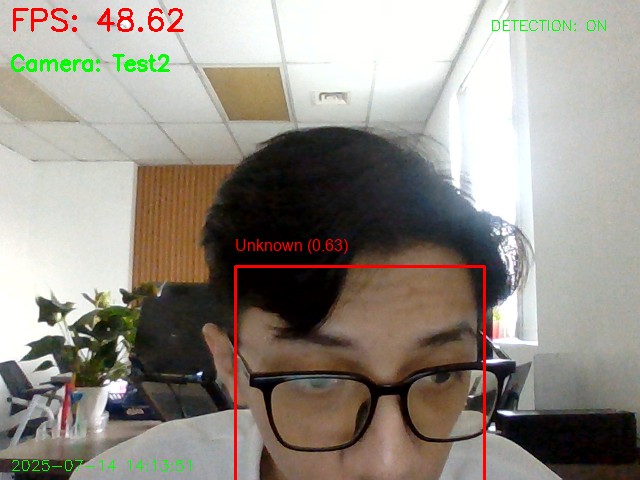 FPS: 48.62
DETECTION: ON
Camera: Test2
Unknown (0.63)
2025-07-14 14:13:51